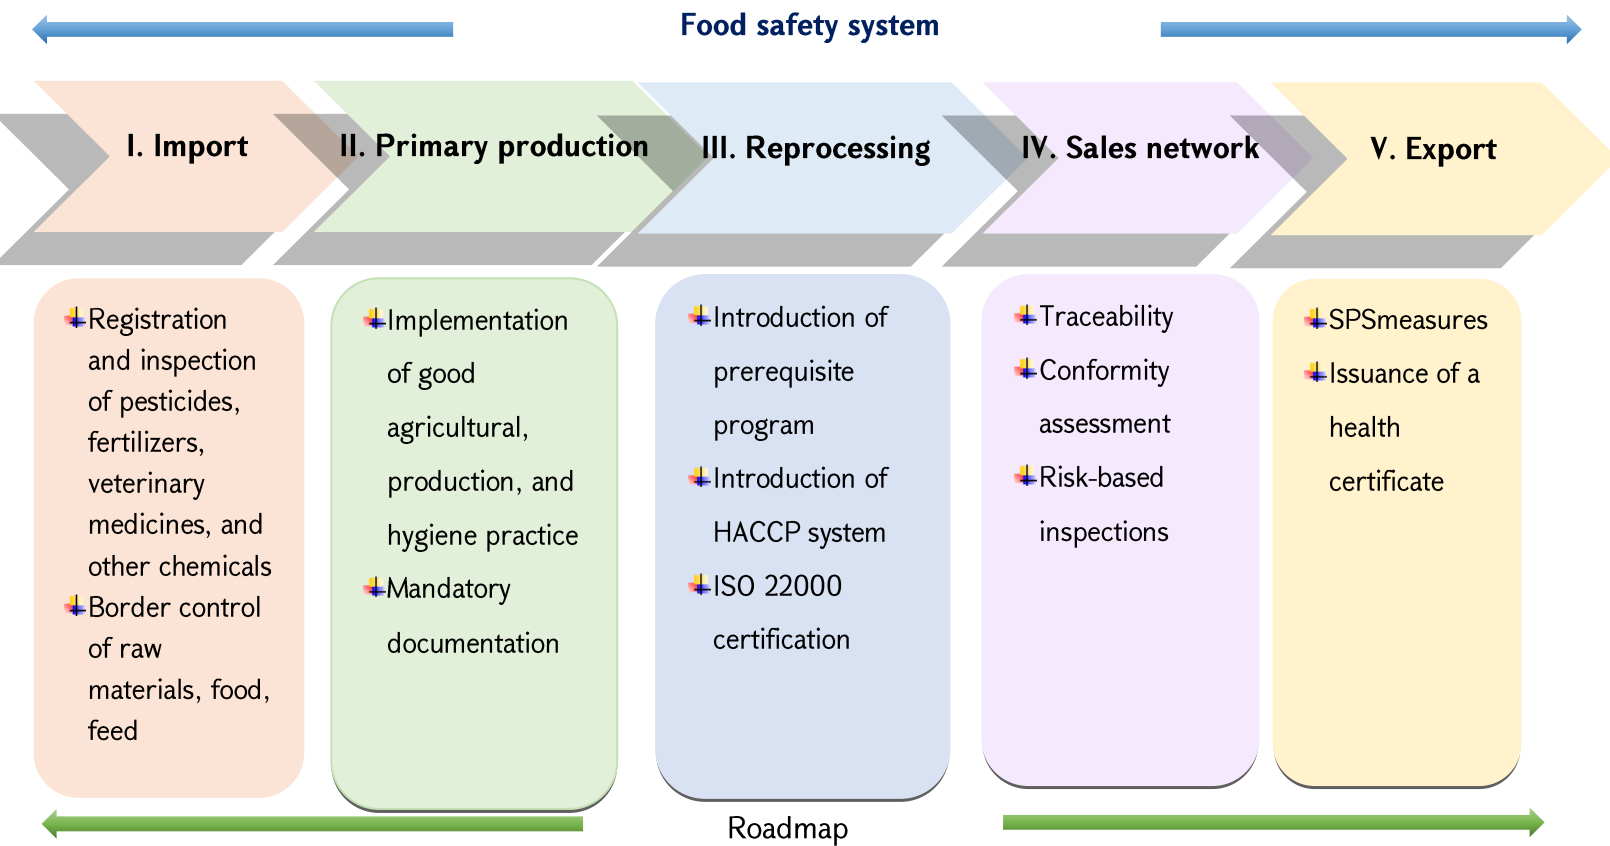 Food safety system
I. Import
II. Primary production
III. Reprocessing
IV. Sales network
V. Export
Registration
and inspection
of pesticides,
fertilizers,
veterinary
medicines, and
other chemicals
Border control
of raw
materials, food,
feed
Implementation
of good
agricultural,
production, and
hygiene practice
Mandatory
documentation
Introduction of
prerequisite
program
Introduction of
HACCP system
ISO 22000
certification
Traceability
Conformity
assessment
Risk-based
inspections
SPSmeasures
Issuance of a
health
certificate
Roadmap